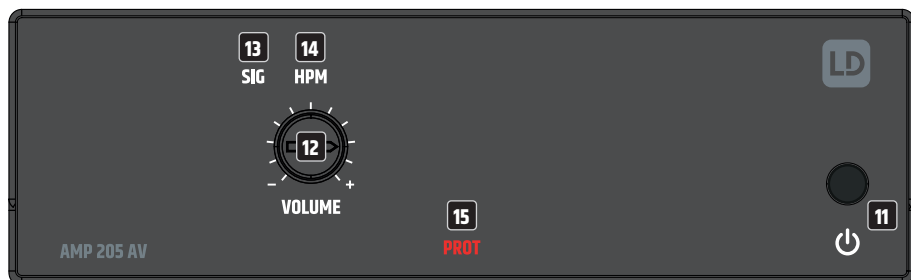 13 14
SIG HPM
LD
12
- +
VOLUME
15
11
PROT
AMP 205 AV